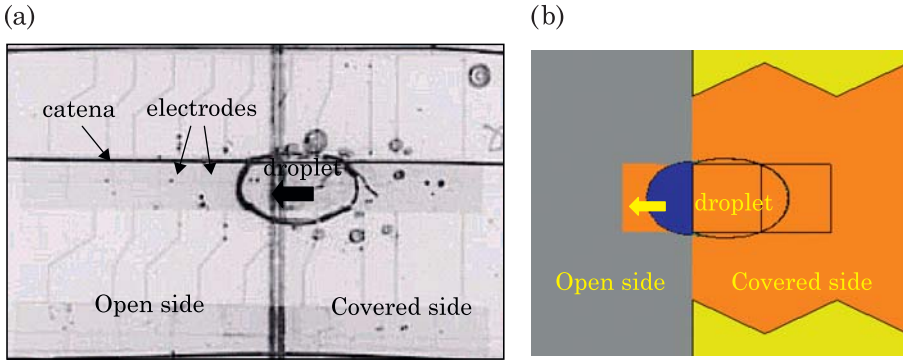 (a)
(b)
catena
electrodes
droplet
Open side
Covered side
droplet
Open side
Covered side